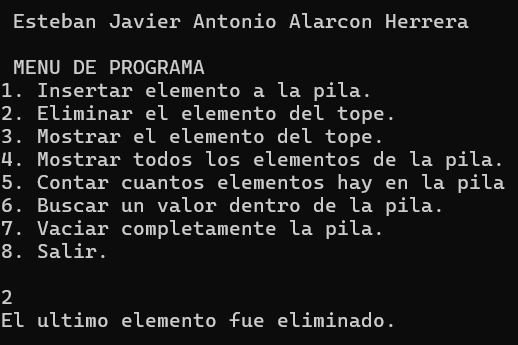 Esteban Javier Antonio Alarcon Herrera
MENU DE PROGRAMA
1. Insertar elemento a la pila.
2. Eliminar el elemento del tope.
3. Mostrar el elemento del tope.
4. Mostrar todos los elementos de la pila.
5. Contar cuantos elementos hay en la pila
6. Buscar un valor dentro de la pila.
7. Vaciar completamente la pila.
8. Salir.
2
El ultimo elemento fue eliminado.